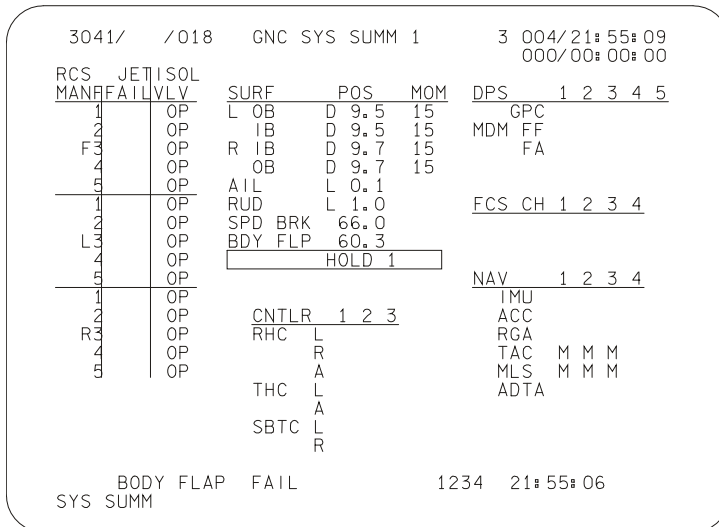 3041/ /018 GNC SYS SUMM 1 3 004/21:55:09
000/00:00:00
RCS JET ISOL
MANF FAIL VLV SURF POS MOM DPS 1 2 3 4 5
1 OP L OB D 9.5 15 GPC
2 OP IB D 9.5 15 MDM FF
F3 OP R IB D 9.7 15 FA
4 OP OB D 9.7 15
5 OP AIL L 0.1
1 OP RUD L 1.0 FCS CH 1 2 3 4
2 OP SPD BRK 66.0
L3 OP BDY FLP 60.3
4 OP HOLD 1
5 OP NAV 1 2 3 4
1 OP IMU
2 OP CNTLR 1 2 3 ACC
R3 OP RHC L RGA
4 OP R TAC M M M
5 OP A MLS M M M
THC L ADTA
A
SBTC L
R
BODY FLAP FAIL 1234 21:55:06
SYS SUMM